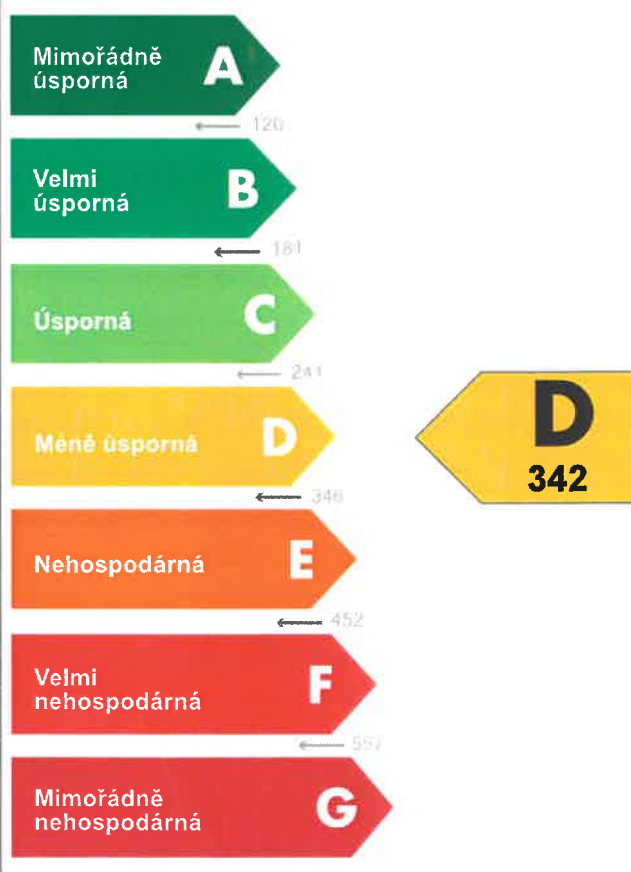 Mimořádně
úsporná
A
120
Velmi
úsporná
B
181
Úsporná
C
241
Méně úsporná
D
346
D
342
Nehospodárná
E
452
Velmi
nehospodárná
F
557
Mimořádně
nehospodárná
G